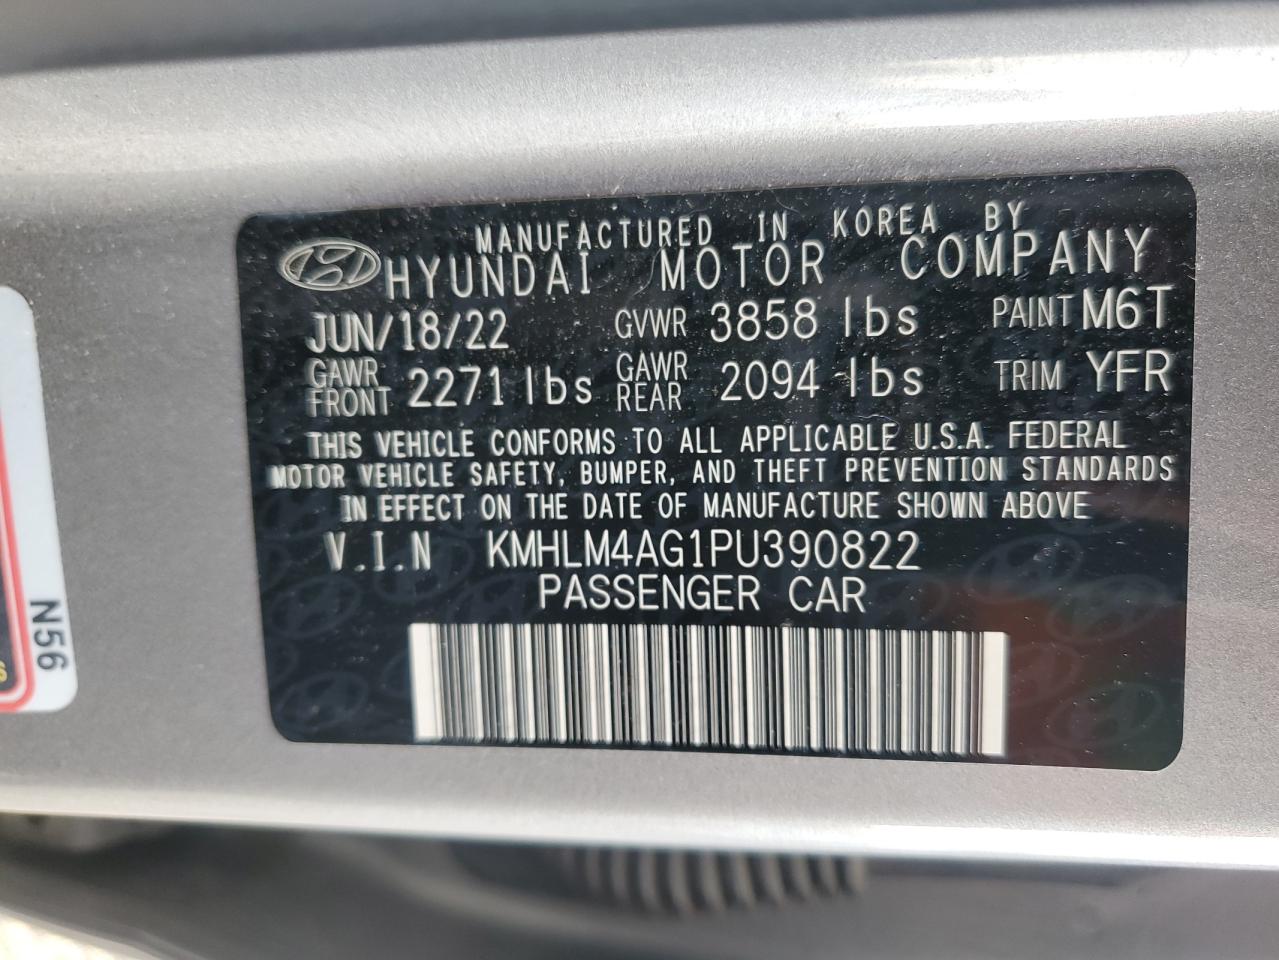 MANUFACTURED IN KOREA BY
HYUNDAI MOTOR COMPANY
JUN/18/22 GVWR 3858 lbs PAINT M6T
GAWR FRONT 2271 lbs GAWR REAR 2094 lbs TRIM YFR
THIS VEHICLE CONFORMS TO ALL APPLICABLE U.S.A. FEDERAL
MOTOR VEHICLE SAFETY, BUMPER, AND THEFT PREVENTION STANDARDS
IN EFFECT ON THE DATE OF MANUFACTURE SHOWN ABOVE
V.I.N KMHLM4AG1PU390822
PASSENGER CAR
N56